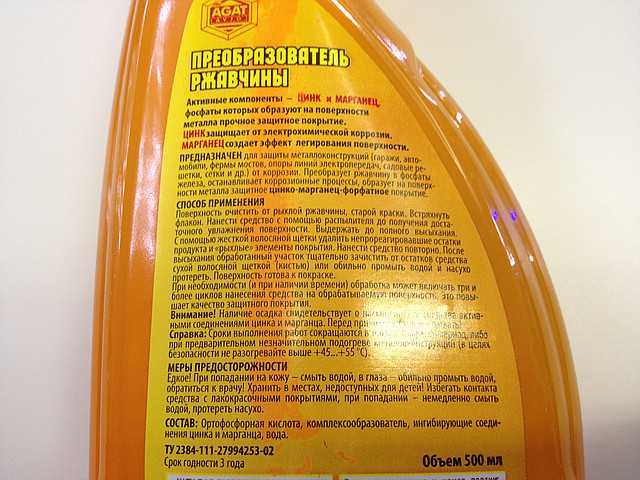 AGAT
AVTO
ПРЕОБРАЗОВАТЕЛЬ
РЖАВЧИНЫ
Активные компоненты – ЦИНК и МАРГАНЕЦ,
фосфаты которых образуют на поверхности
металла прочное защитное покрытие.
ЦИНК защищает от электрохимической коррозии.
МАРГАНЕЦ создает эффект легирования поверхности.
ПРЕДНАЗНАЧЕН для защиты металлоконструкций (гаражи, авто-
мобили, фермы мостов, опоры линий электропередач, садовые ре-
шетки, сетки и др.) от коррозии. Преобразует ржавчину в фосфаты
железа, останавливает коррозионные процессы, образует на поверх-
ности металла защитное цинко-марганец-форфатное покрытие.
СПОСОБ ПРИМЕНЕНИЯ
Поверхность очистить от рыхлой ржавчины, старой краски. Встряхнуть
флакон. Нанести средство с помощью распылителя до получения доста-
точного увлажнения поверхности. Выдержать до полного высыхания.
С помощью жесткой волосяной щетки удалить непрореагировавшие остатки
продукта и «рыхлые» элементы покрытия. Нанести средство повторно. После
высыхания обработанный участок тщательно зачистить от остатков средства
сухой волосяной щеткой (кистью) или обильно промыть водой и насухо
протереть. Поверхность готова к покраске.
При необходимости (и при наличии времени) обработка может включать три и
более циклов нанесения средства на обрабатываемую поверхность, это повы-
шает качество защитного покрытия.
Внимание! Наличие осадка свидетельствует о средства актив-
ными соединениями цинка и марганца. Перед
Справка: Сроки выполнения работ сокращаются в период, либо
при предварительном незначительном подогреве металлоконструкций (в целях
безопасности не разогревайте выше +45...+55 °С).
МЕРЫ ПРЕДОСТОРОЖНОСТИ
Едкое! При попадании на кожу – смыть водой, в глаза – обильно промыть водой,
обратиться к врачу! Хранить в местах, недоступных для детей! Избегать контакта
средства с лакокрасочными покрытиями, при попадании – немедленно смыть
водой, протереть насухо.
СОСТАВ: Ортофосфорная кислота, комплексообразователь, ингибирующие соеди-
нения цинка и марганца, вода.
ТУ 2384-111-27994253-02
Срок годности 3 года
Объем 500 мл